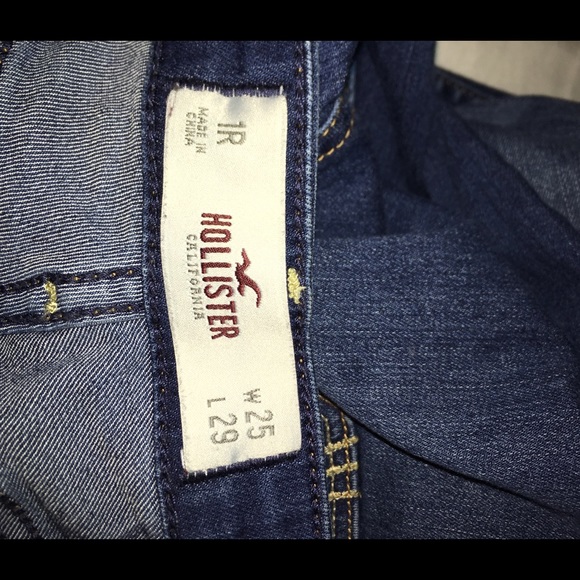 1R
MADE IN
CHINA
HOLLISTER
CALIFORNIA
W 25
L 29